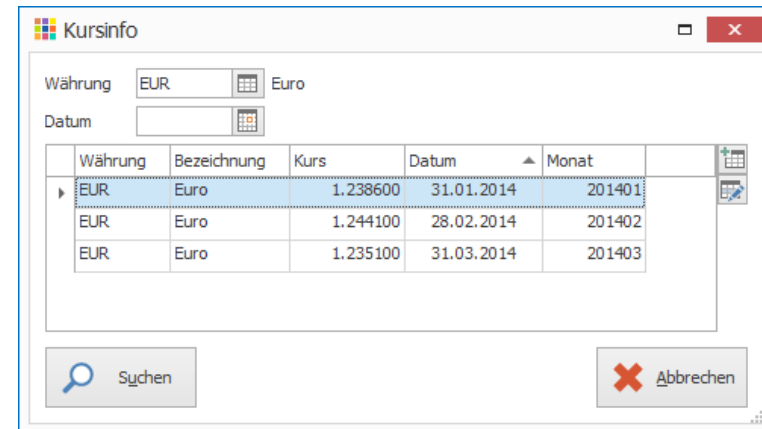 Kursinfo
Währung EUR Euro
Datum
Währung Bezeichnung Kurs Datum Monat
EUR Euro 1.238600 31.01.2014 201401
EUR Euro 1.244100 28.02.2014 201402
EUR Euro 1.235100 31.03.2014 201403
Suchen Abbrechen